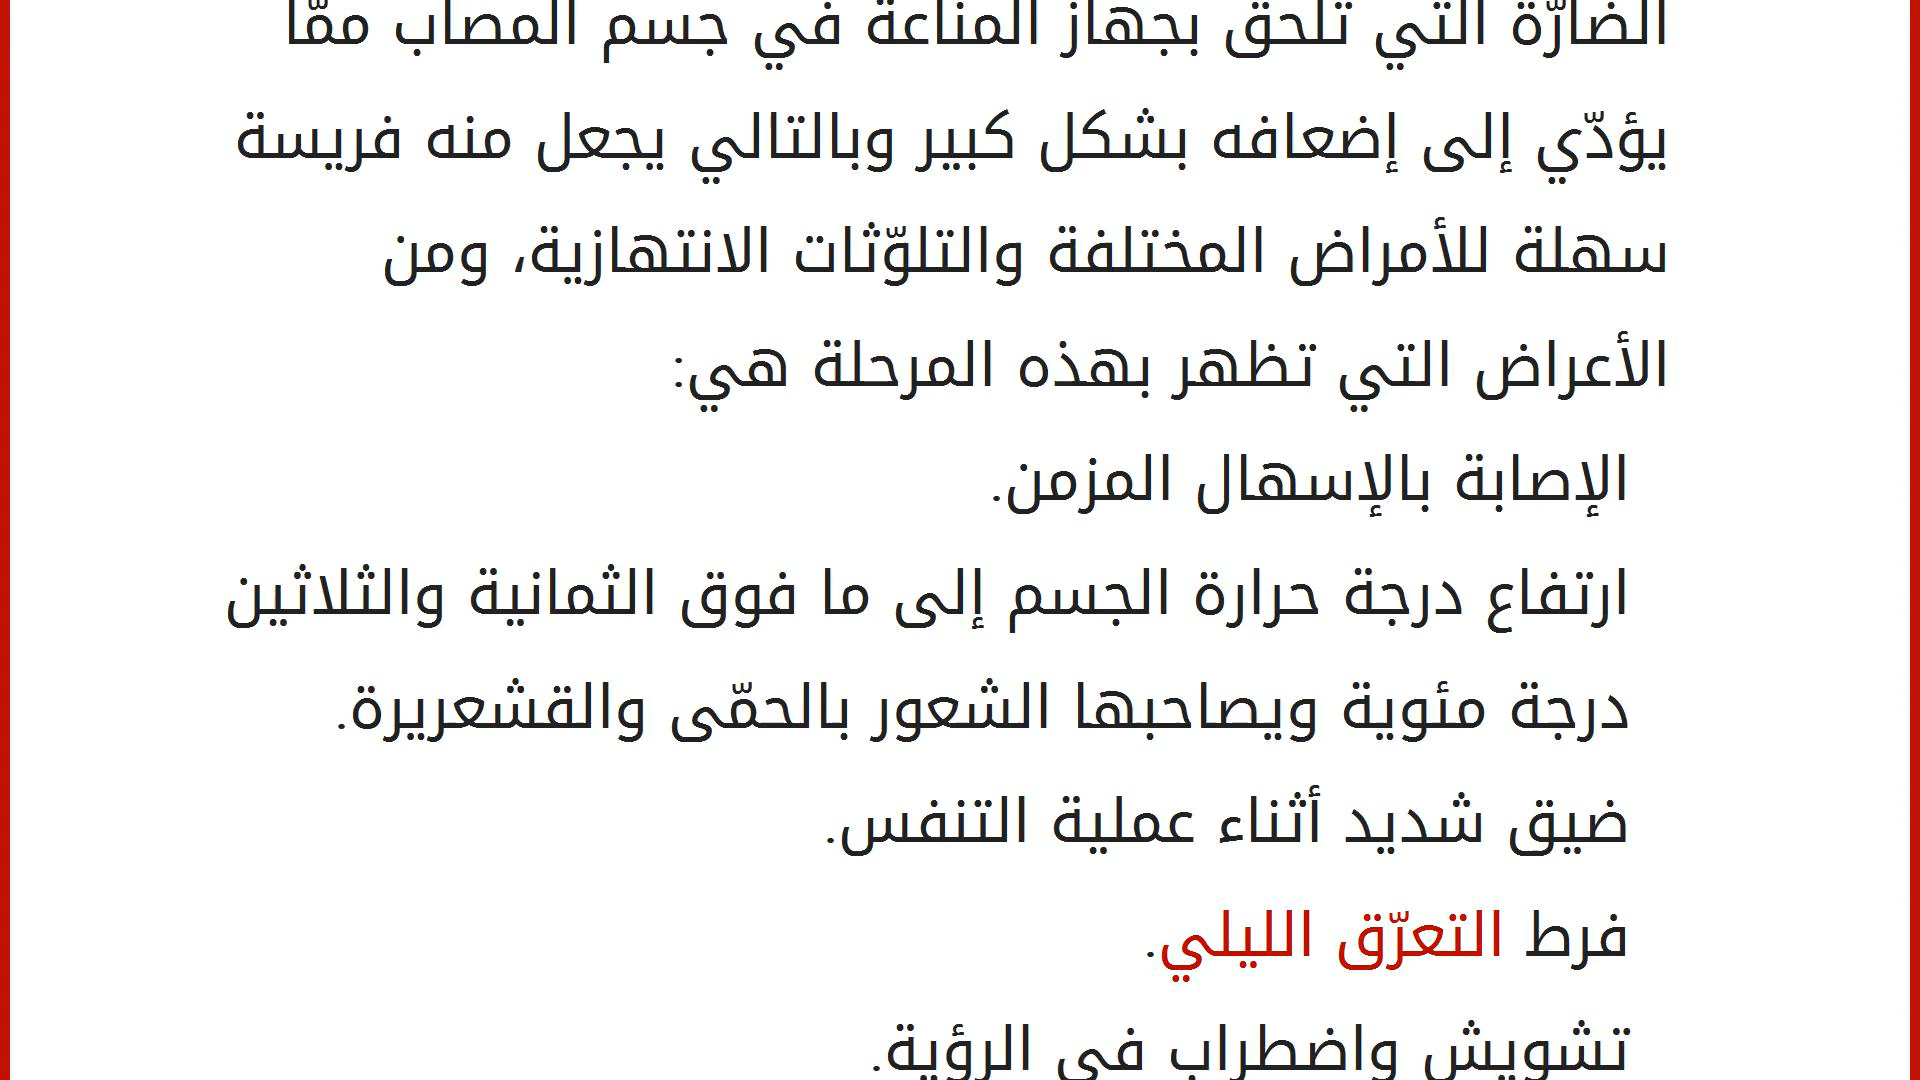 الضارّة التي تلحق بجهاز المناعة في جسم المصاب ممّا
يؤدّي إلى إضعافه بشكل كبير وبالتالي يجعل منه فريسة
سهلة للأمراض المختلفة والتلوّثات الانتهازية، ومن
الأعراض التي تظهر بهذه المرحلة هي:
الإصابة بالإسهال المزمن.
ارتفاع درجة حرارة الجسم إلى ما فوق الثمانية والثلاثين
درجة مئوية ويصاحبها الشعور بالحمّى والقشعريرة.
ضيق شديد أثناء عملية التنفس.
فرط التعرّق الليلي.
تشويش واضطراب في الرؤية.